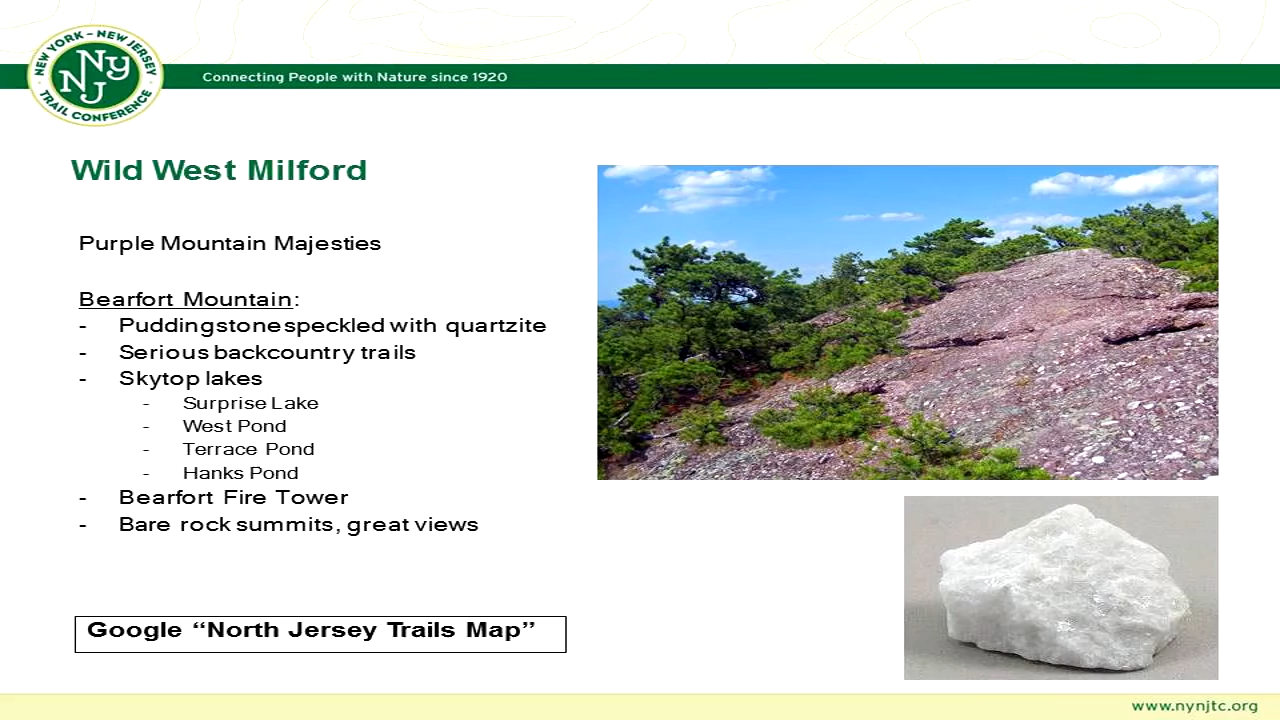 NEW YORK - NEW JERSEY
NY
NJ
TRAIL CONFERENCE
Connecting People with Nature since 1920
Wild West Milford
Purple Mountain Majesties
Bearfort Mountain:
- Puddingstone speckled with quartzite
- Serious backcountry trails
- Skytop lakes
- Surprise Lake
- West Pond
- Terrace Pond
- Hanks Pond
- Bearfort Fire Tower
- Bare rock summits, great views
Google “North Jersey Trails Map”
www.nynjtc.org